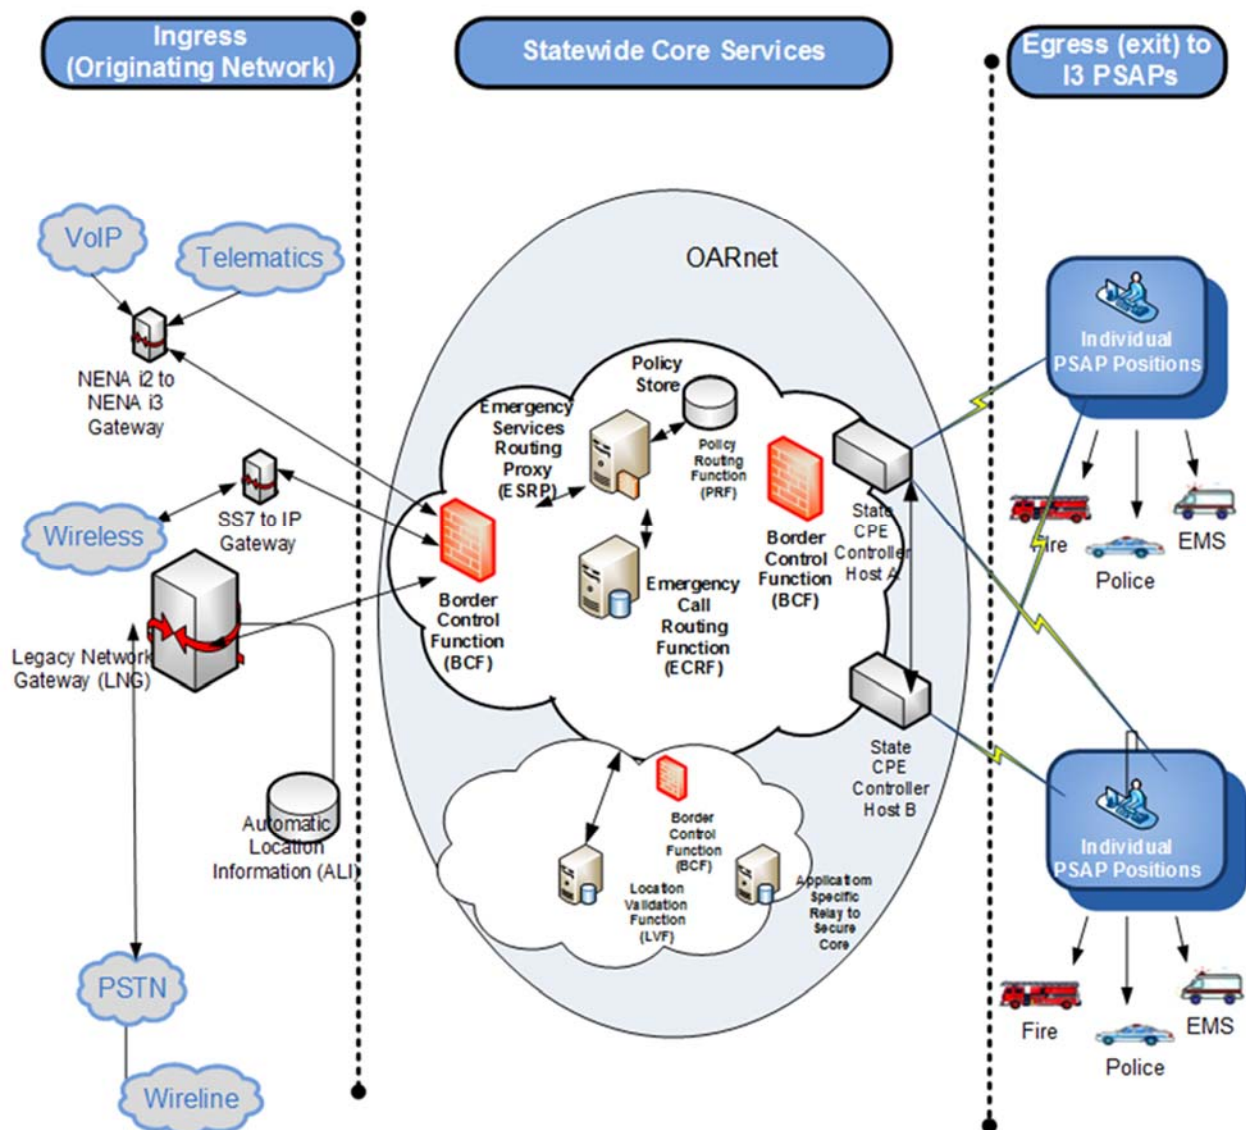 Ingress
(Originating Network)
Statewide Core Services
Egress (exit) to
I3 PSAPs
VoIP
Telematics
NENA i2 to
NENA i3
Gateway
Wireless
SS7 to IP
Gateway
Legacy Network
Gateway (LNG)
Automatic
Location
Information (ALI)
PSTN
Wireline
OARnet
Policy
Store
Emergency
Services
Routing
Proxy
(ESRP)
Policy
Routing
Function
(PRF)
Border
Control
Function
(BCF)
Emergency
Call
Routing
Function
(ECRF)
Border
Control
Function
(BCF)
State
CPE
Controller
Host A
State
CPE
Controller
Host B
Border
Control
Function
(BCF)
Location
Validation
Function
(LVF)
Application
Specific
Relay to
Secure
Core
Individual
PSAP Positions
Fire
Police
EMS
Individual
PSAP Positions
Fire
Police
EMS